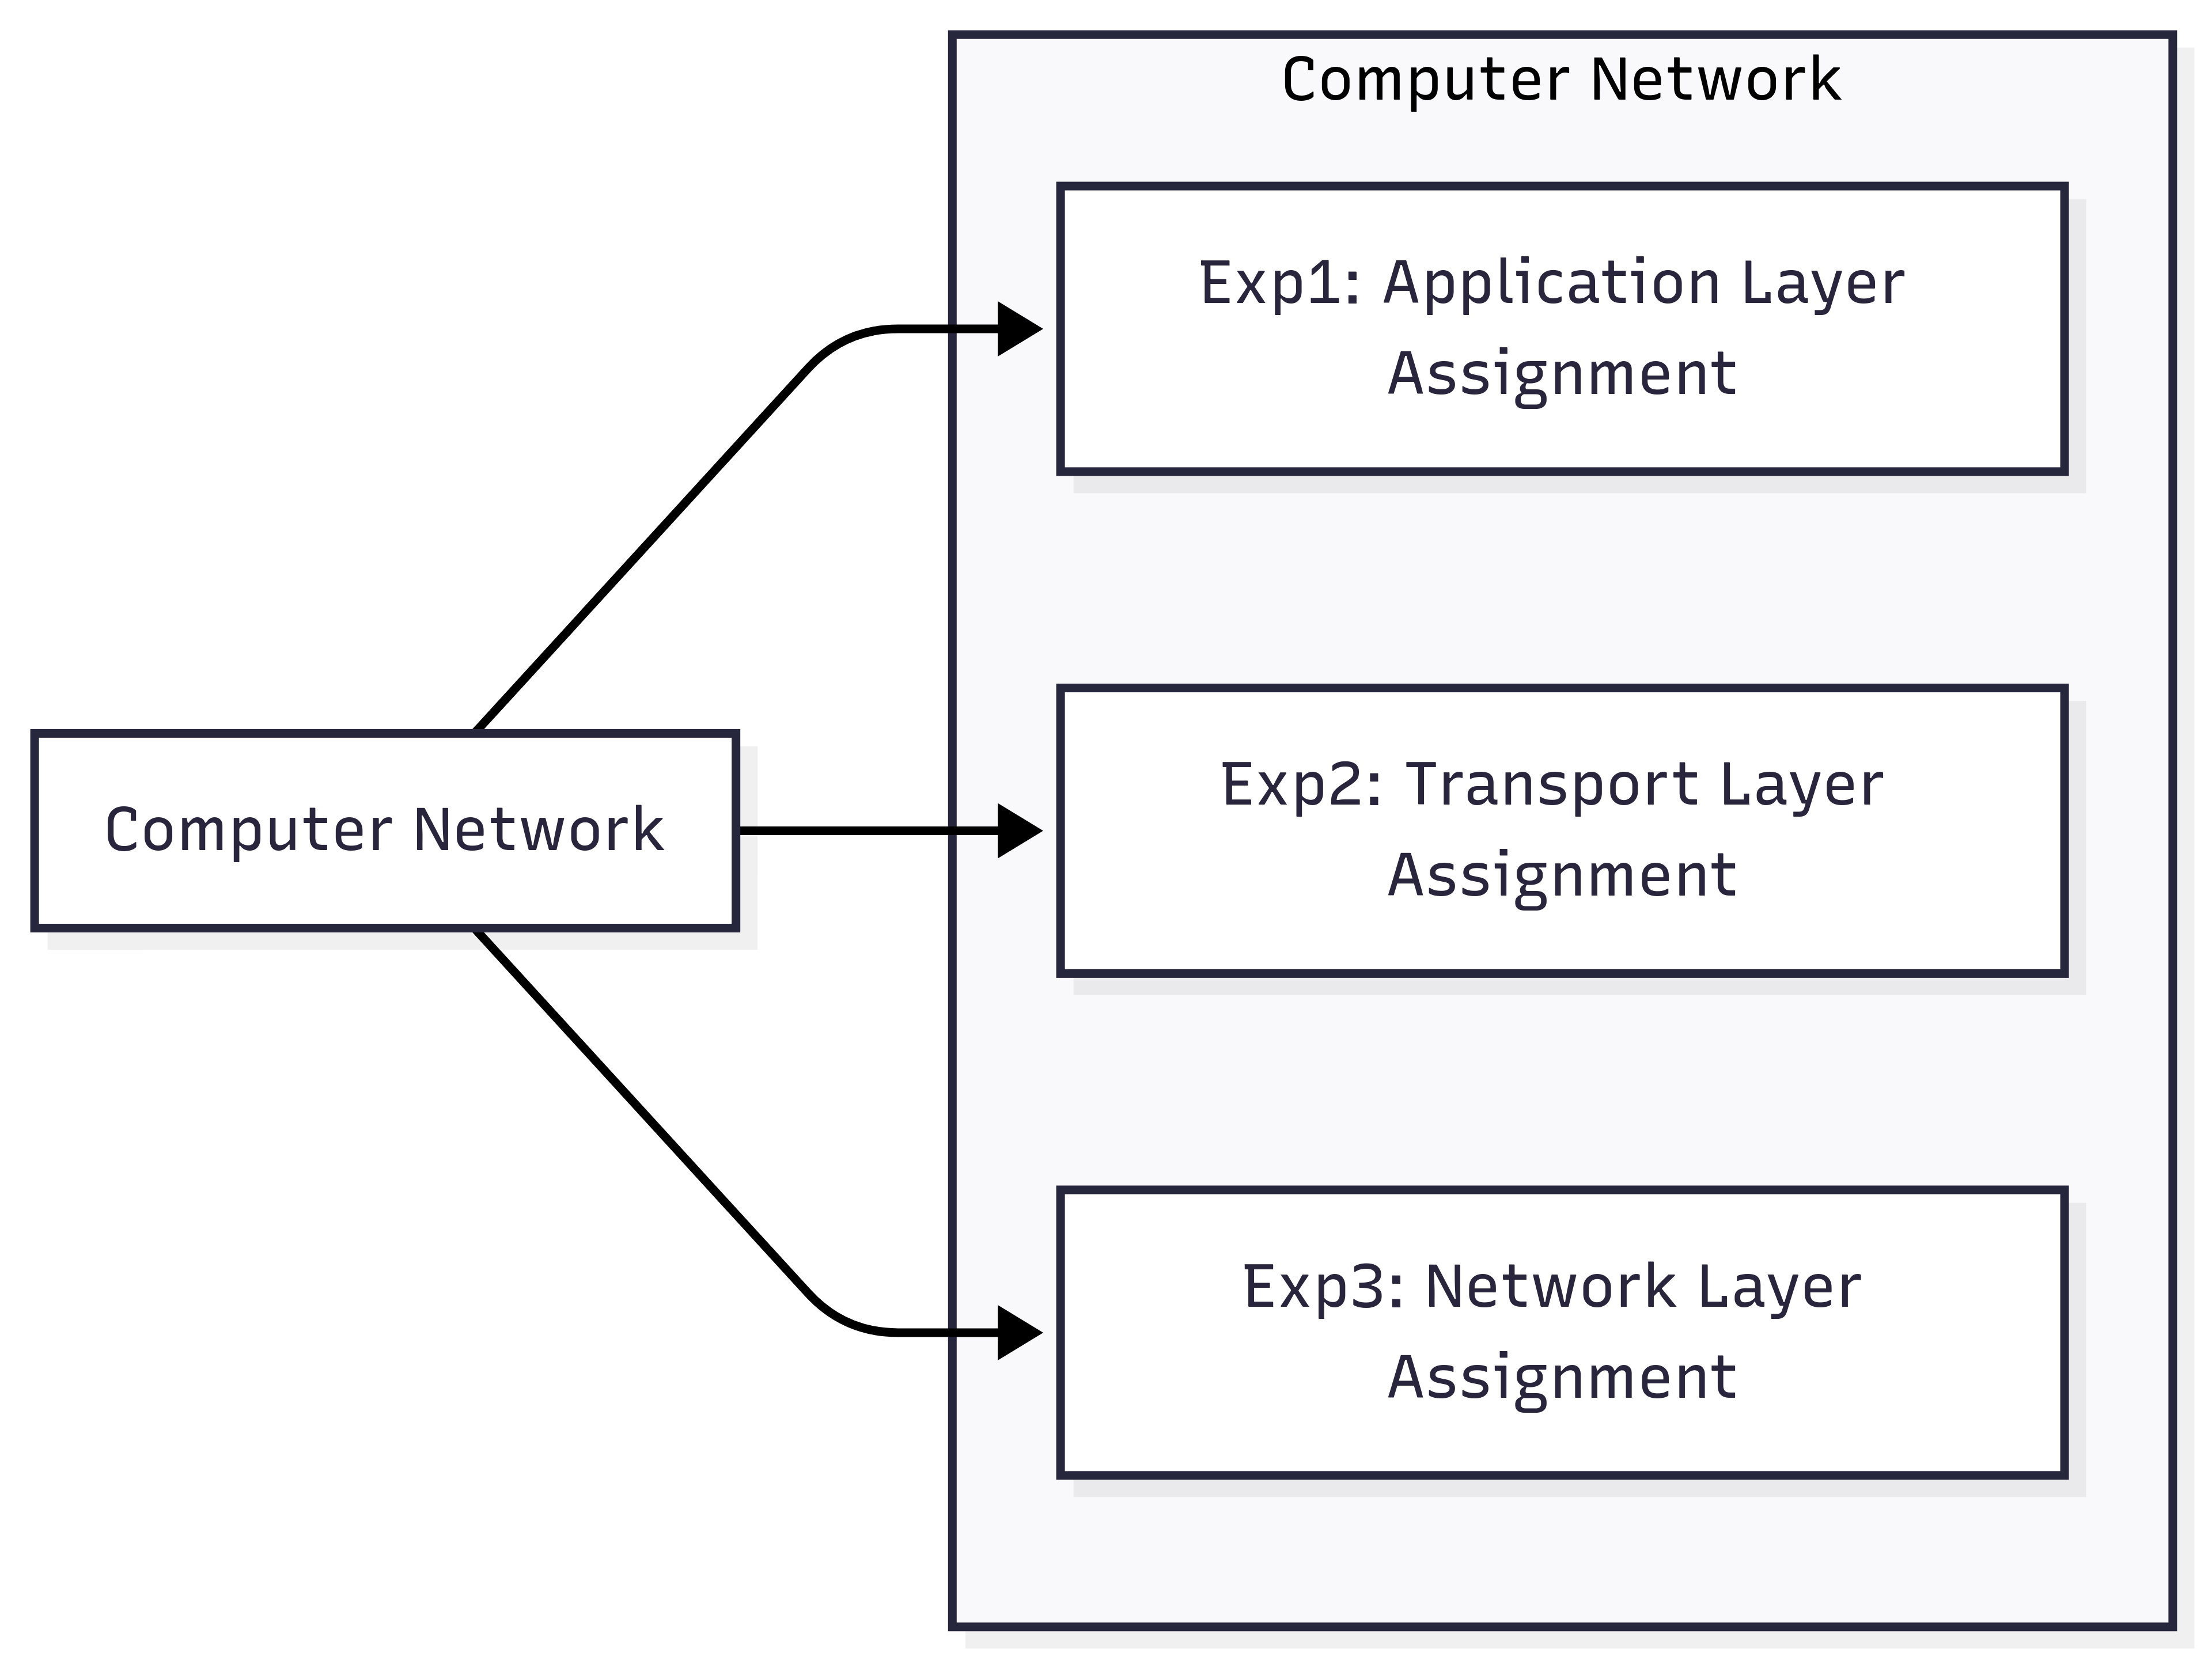 Computer Network
Exp1: Application Layer
Assignment
Computer Network
Exp2: Transport Layer
Assignment
Exp3: Network Layer
Assignment